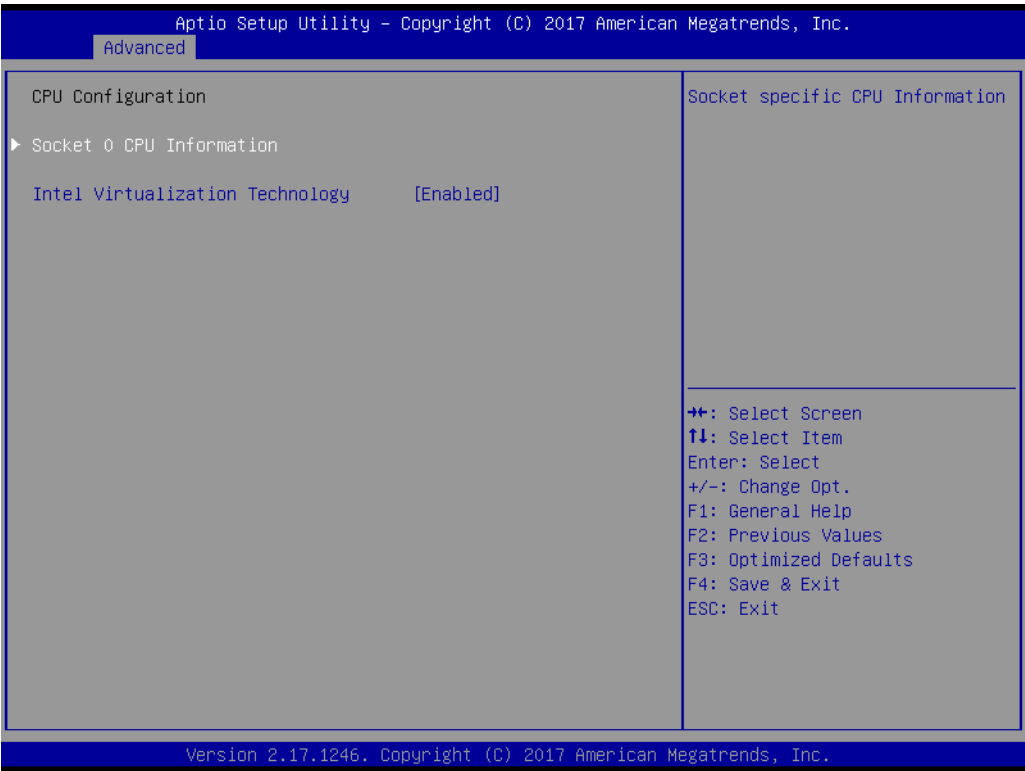 Aptio Setup Utility – Copyright (C) 2017 American Megatrends, Inc.
Advanced
CPU Configuration
Socket 0 CPU Information
Intel Virtualization Technology [Enabled]
Socket specific CPU Information
→←: Select Screen
↑↓: Select Item
Enter: Select
+/-: Change Opt.
F1: General Help
F2: Previous Values
F3: Optimized Defaults
F4: Save & Exit
ESC: Exit
Version 2.17.1246. Copyright (C) 2017 American Megatrends, Inc.